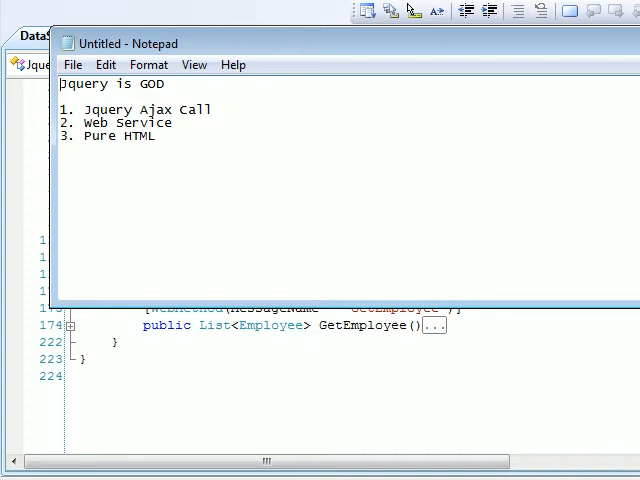 DataS
Untitled - Notepad
Jque
File Edit Format View Help
Jquery is GOD
1. Jquery Ajax Call
2. Web Service
3. Pure HTML
174 public List<Employee> GetEmployee()...
222 }
223 }
224